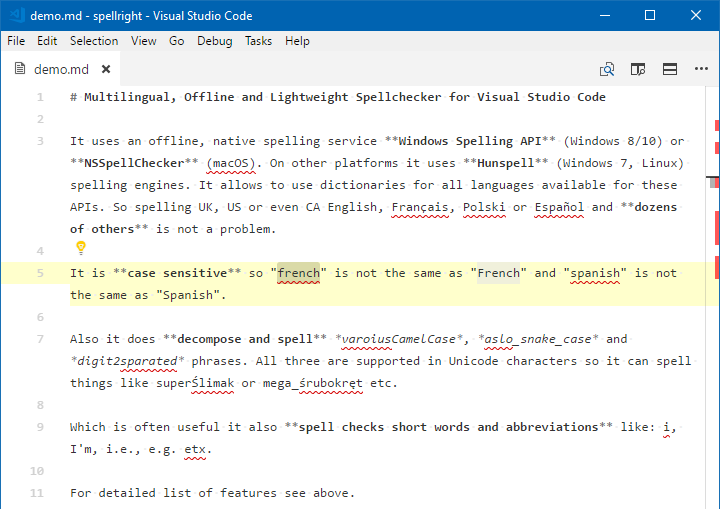 demo.md - spellright - Visual Studio Code
File Edit Selection View Go Debug Tasks Help
demo.md
1 # Multilingual, Offline and Lightweight Spellchecker for Visual Studio Code
2
3 It uses an offline, native spelling service **Windows Spelling API** (Windows 8/10) or
**NSSpellChecker** (macOS). On other platforms it uses **Hunspell** (Windows 7, Linux)
spelling engines. It allows to use dictionaries for all languages available for these
APIs. So spelling UK, US or even CA English, Français, Polski or Español and **dozens
of others** is not a problem.
4
5 It is **case sensitive** so "french" is not the same as "French" and "spanish" is not
the same as "Spanish".
6
7 Also it does **decompose and spell** *varoiusCamelCase*, *aslo_snake_case* and
*digit2sparated* phrases. All three are supported in Unicode characters so it can spell
things like superŚlimak or mega_śrubokręt etc.
8
9 Which is often useful it also **spell checks short words and abbreviations** like: i,
I'm, i.e., e.g. etx.
10
11 For detailed list of features see above.